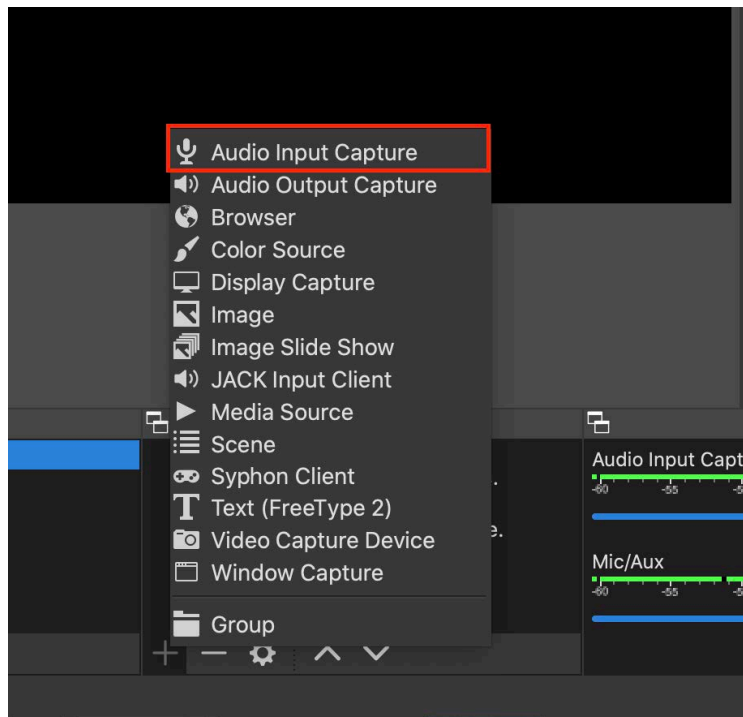 Audio Input Capture
Audio Output Capture
Browser
Color Source
Display Capture
Image
Image Slide Show
JACK Input Client
Media Source
Scene
Syphon Client
Text (FreeType 2)
Video Capture Device
Window Capture
Group
Audio Input Capt
-60 -55 -5
Mic/Aux
-60 -55 -5